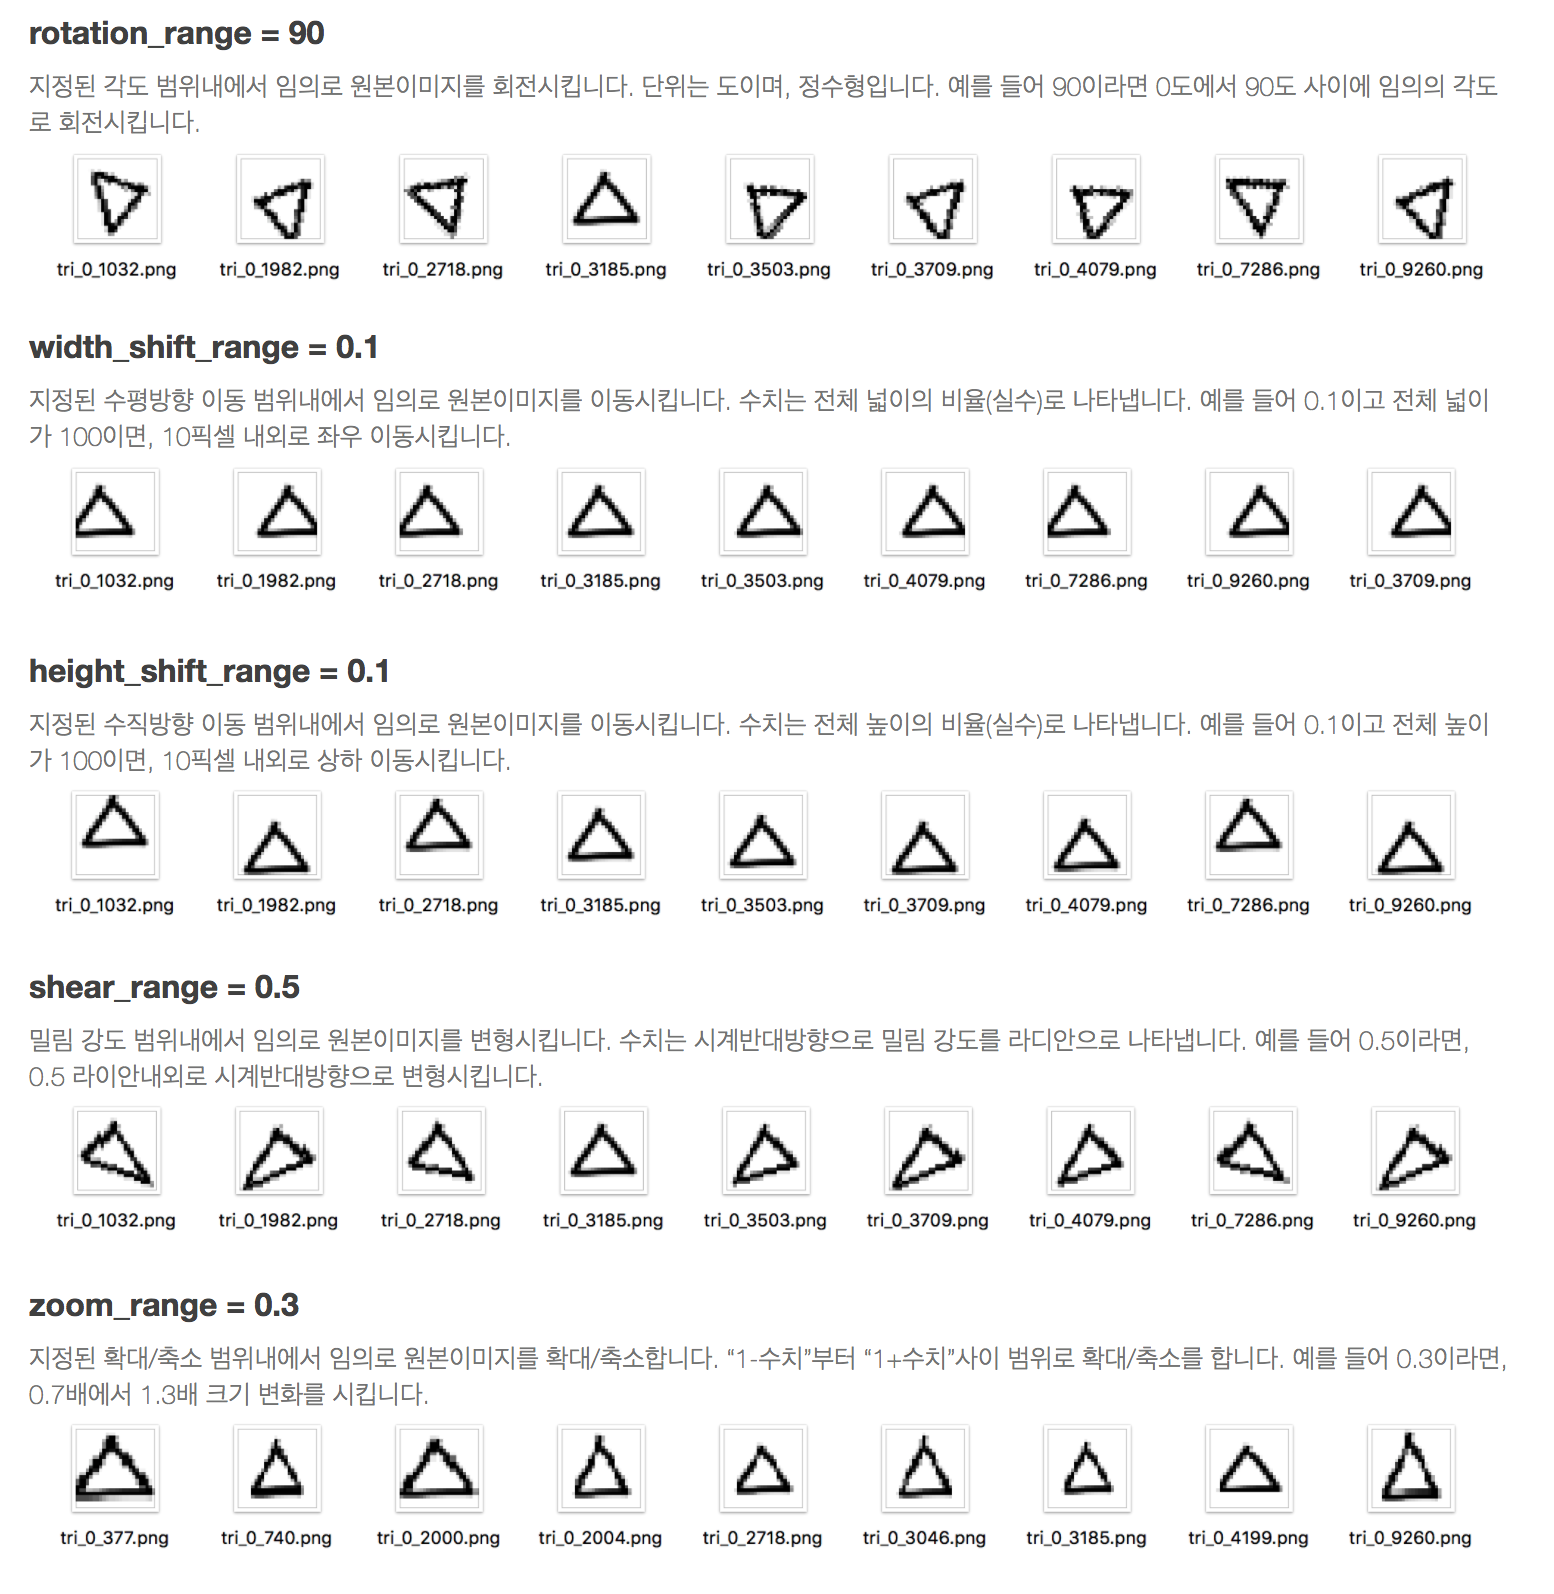 rotation_range = 90
지정된 각도 범위내에서 임의로 원본이미지를 회전시킵니다. 단위는 도이며, 정수형입니다. 예를 들어 90이라면 0도에서 90도 사이에 임의의 각도
로 회전시킵니다.
tri_0_1032.png tri_0_1982.png tri_0_2718.png tri_0_3185.png tri_0_3503.png tri_0_3709.png tri_0_4079.png tri_0_7286.png tri_0_9260.png
width_shift_range = 0.1
지정된 수평방향 이동 범위내에서 임의로 원본이미지를 이동시킵니다. 수치는 전체 넓이의 비율(실수)로 나타냅니다. 예를 들어 0.1이고 전체 넓이
가 100이면, 10픽셀 내외로 좌우 이동시킵니다.
tri_0_1032.png tri_0_1982.png tri_0_2718.png tri_0_3185.png tri_0_3503.png tri_0_4079.png tri_0_7286.png tri_0_9260.png tri_0_3709.png
height_shift_range = 0.1
지정된 수직방향 이동 범위내에서 임의로 원본이미지를 이동시킵니다. 수치는 전체 높이의 비율(실수)로 나타냅니다. 예를 들어 0.1이고 전체 높이
가 100이면, 10픽셀 내외로 상하 이동시킵니다.
tri_0_1032.png tri_0_1982.png tri_0_2718.png tri_0_3185.png tri_0_3503.png tri_0_3709.png tri_0_4079.png tri_0_7286.png tri_0_9260.png
shear_range = 0.5
밀림 강도 범위내에서 임의로 원본이미지를 변형시킵니다. 수치는 시계반대방향으로 밀림 강도를 라디안으로 나타냅니다. 예를 들어 0.5이라면,
0.5 라이안내외로 시계반대방향으로 변형시킵니다.
tri_0_1032.png tri_0_1982.png tri_0_2718.png tri_0_3185.png tri_0_3503.png tri_0_3709.png tri_0_4079.png tri_0_7286.png tri_0_9260.png
zoom_range = 0.3
지정된 확대/축소 범위내에서 임의로 원본이미지를 확대/축소합니다. “1-수치”부터 “1+수치”사이 범위로 확대/축소를 합니다. 예를 들어 0.3이라면,
0.7배에서 1.3배 크기 변화를 시킵니다.
tri_0_377.png tri_0_740.png tri_0_2000.png tri_0_2004.png tri_0_2718.png tri_0_3046.png tri_0_3185.png tri_0_4199.png tri_0_9260.png